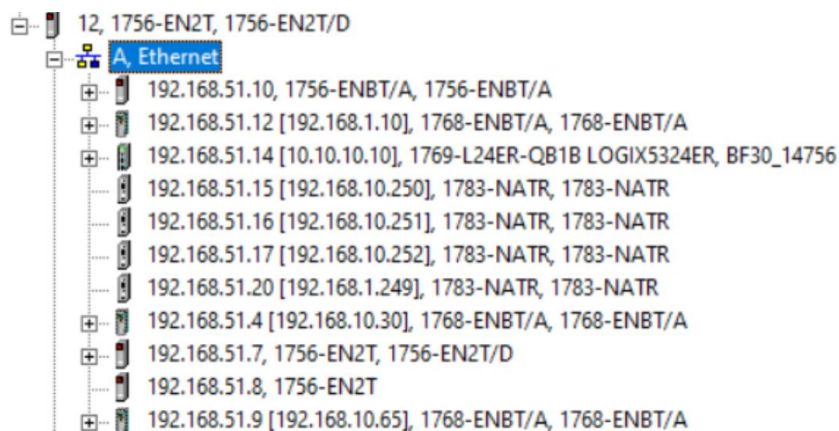 12, 1756-EN2T, 1756-EN2T/D
A, Ethernet
192.168.51.10, 1756-ENBT/A, 1756-ENBT/A
192.168.51.12 [192.168.1.10], 1768-ENBT/A, 1768-ENBT/A
192.168.51.14 [10.10.10.10], 1769-L24ER-QB1B LOGIX5324ER, BF30_14756
192.168.51.15 [192.168.10.250], 1783-NATR, 1783-NATR
192.168.51.16 [192.168.10.251], 1783-NATR, 1783-NATR
192.168.51.17 [192.168.10.252], 1783-NATR, 1783-NATR
192.168.51.20 [192.168.1.249], 1783-NATR, 1783-NATR
192.168.51.4 [192.168.10.30], 1768-ENBT/A, 1768-ENBT/A
192.168.51.7, 1756-EN2T, 1756-EN2T/D
192.168.51.8, 1756-EN2T
192.168.51.9 [192.168.10.65], 1768-ENBT/A, 1768-ENBT/A